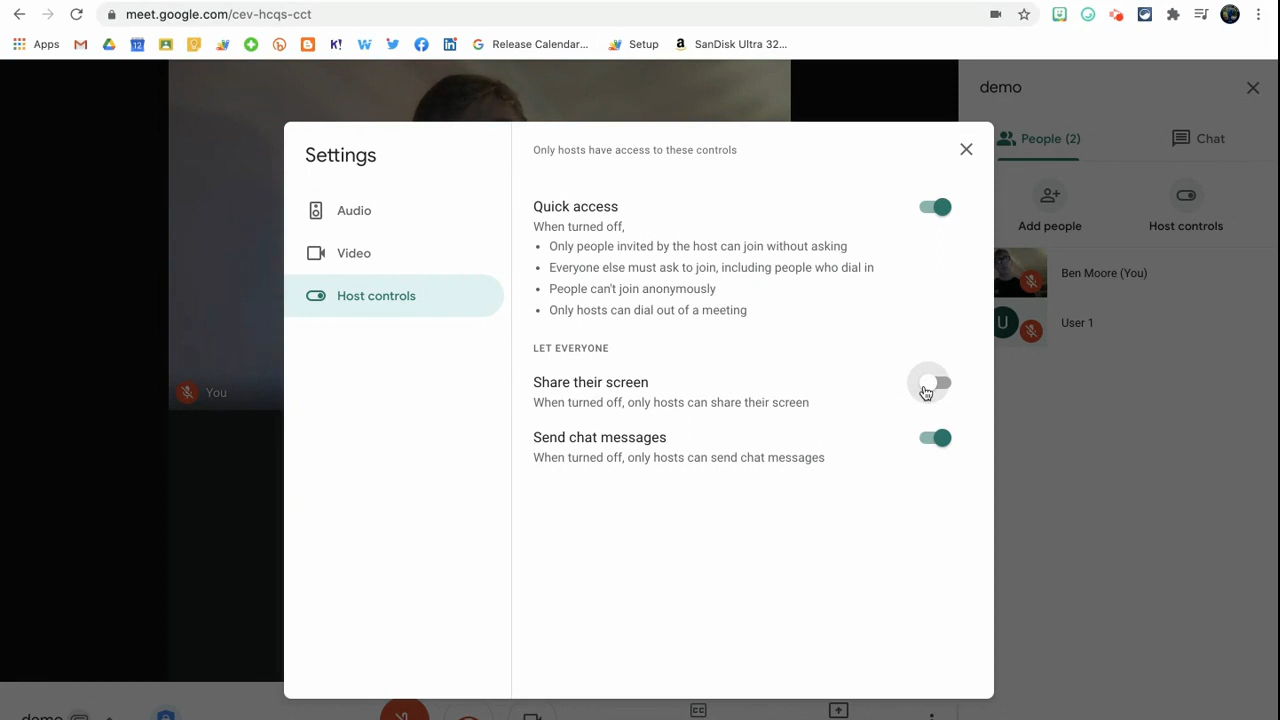 meet.google.com/cev-hcqs-cct
Apps
12
K!
Release Calendar...
Setup
SanDisk Ultra 32...
demo
People (2)
Chat
Add people
Host controls
Ben Moore (You)
U
User 1
You
Settings
Audio
Video
Host controls
Only hosts have access to these controls
Quick access
When turned off,
• Only people invited by the host can join without asking
• Everyone else must ask to join, including people who dial in
• People can't join anonymously
• Only hosts can dial out of a meeting
LET EVERYONE
Share their screen
When turned off, only hosts can share their screen
Send chat messages
When turned off, only hosts can send chat messages
demo
CC